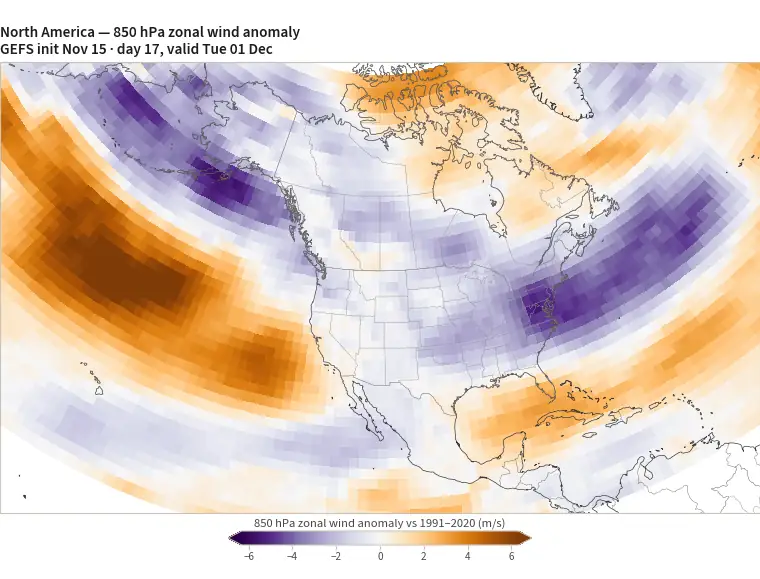 North America — 850 hPa zonal wind anomaly
GEFS init Nov 15 · day 17, valid Tue 01 Dec
850 hPa zonal wind anomaly vs 1991–2020 (m/s)
−6 −4 −2 0 2 4 6